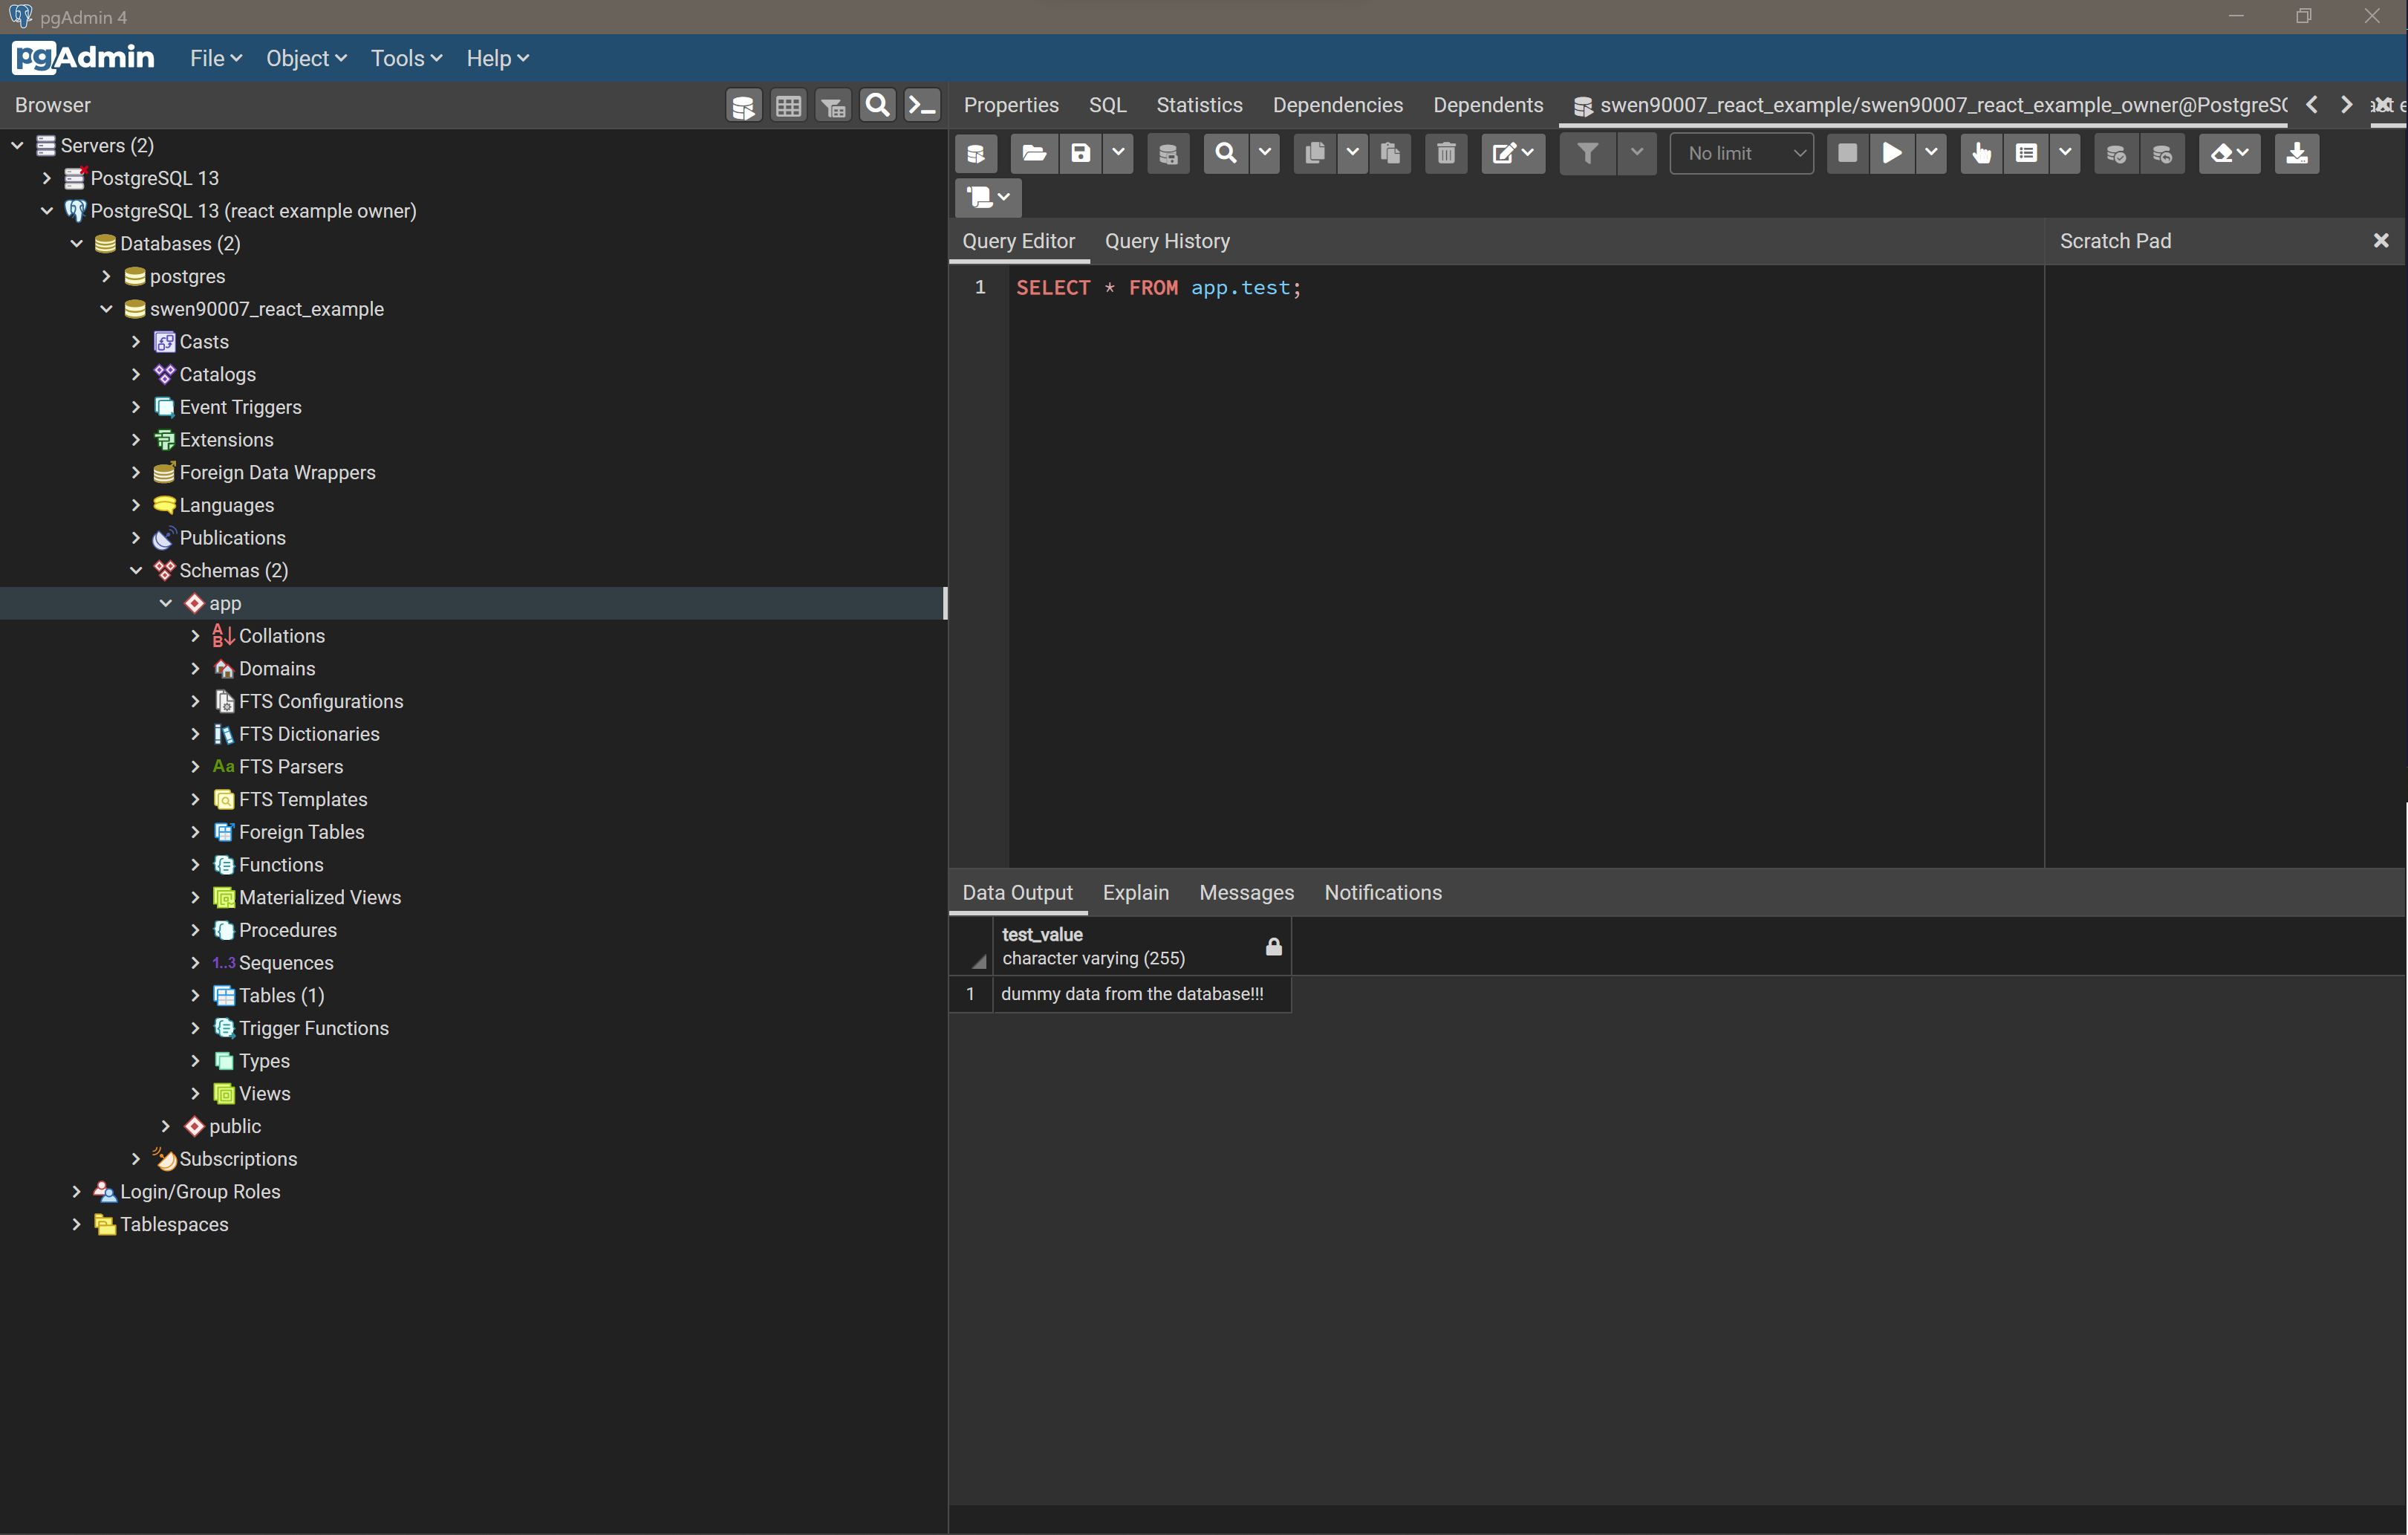 pgAdmin 4
pgAdmin File Object Tools Help
Browser
Servers (2)
PostgreSQL 13
PostgreSQL 13 (react example owner)
Databases (2)
postgres
swen90007_react_example
Casts
Catalogs
Event Triggers
Extensions
Foreign Data Wrappers
Languages
Publications
Schemas (2)
app
Collations
Domains
FTS Configurations
FTS Dictionaries
Aa FTS Parsers
FTS Templates
Foreign Tables
Functions
Materialized Views
Procedures
1..3 Sequences
Tables (1)
Trigger Functions
Types
Views
public
Subscriptions
Login/Group Roles
Tablespaces
Properties SQL Statistics Dependencies Dependents swen90007_react_example/swen90007_react_example_owner@PostgreSQ
No limit
Query Editor Query History
Scratch Pad
1 SELECT * FROM app.test;
Data Output Explain Messages Notifications
test_value
character varying (255)
1 dummy data from the database!!!